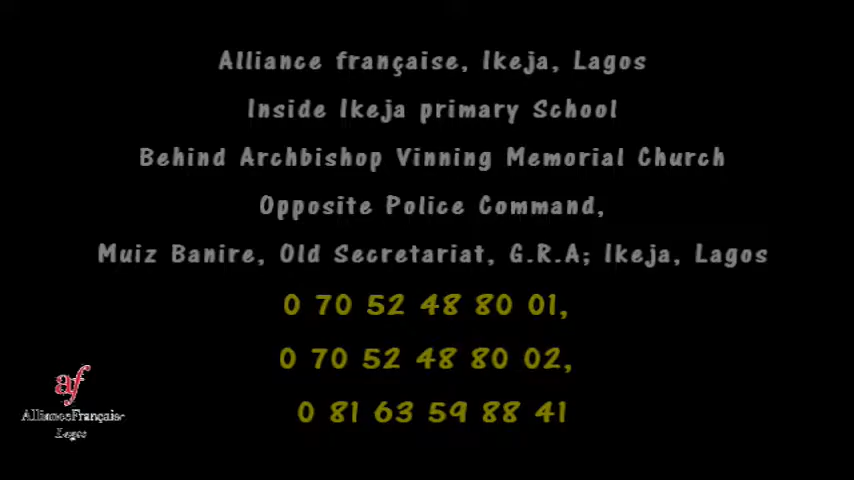 Alliance française, Ikeja, Lagos
Inside Ikeja primary School
Behind Archbishop Vinning Memorial Church
Opposite Police Command,
Muiz Banire, Old Secretariat, G.R.A; Ikeja, Lagos
0 70 52 48 80 01,
0 70 52 48 80 02,
0 81 63 59 88 41
af
AllianceFrançaise
Lagos